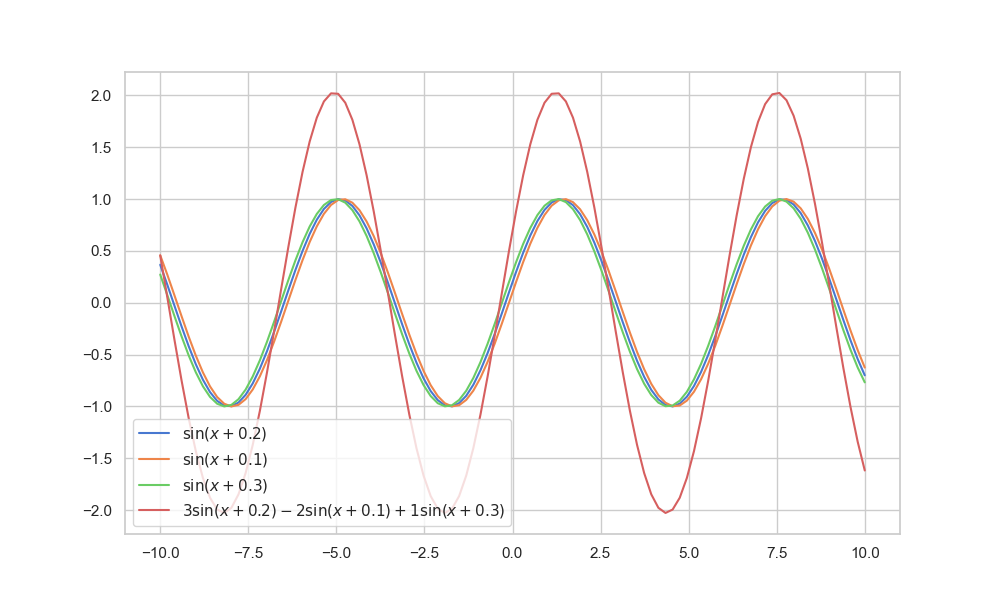 2.0
1.5
1.0
0.5
0.0
−0.5
−1.0
−1.5
−2.0
sin(x + 0.2)
sin(x + 0.1)
sin(x + 0.3)
3sin(x + 0.2) − 2sin(x + 0.1) + 1sin(x + 0.3)
−10.0 −7.5 −5.0 −2.5 0.0 2.5 5.0 7.5 10.0